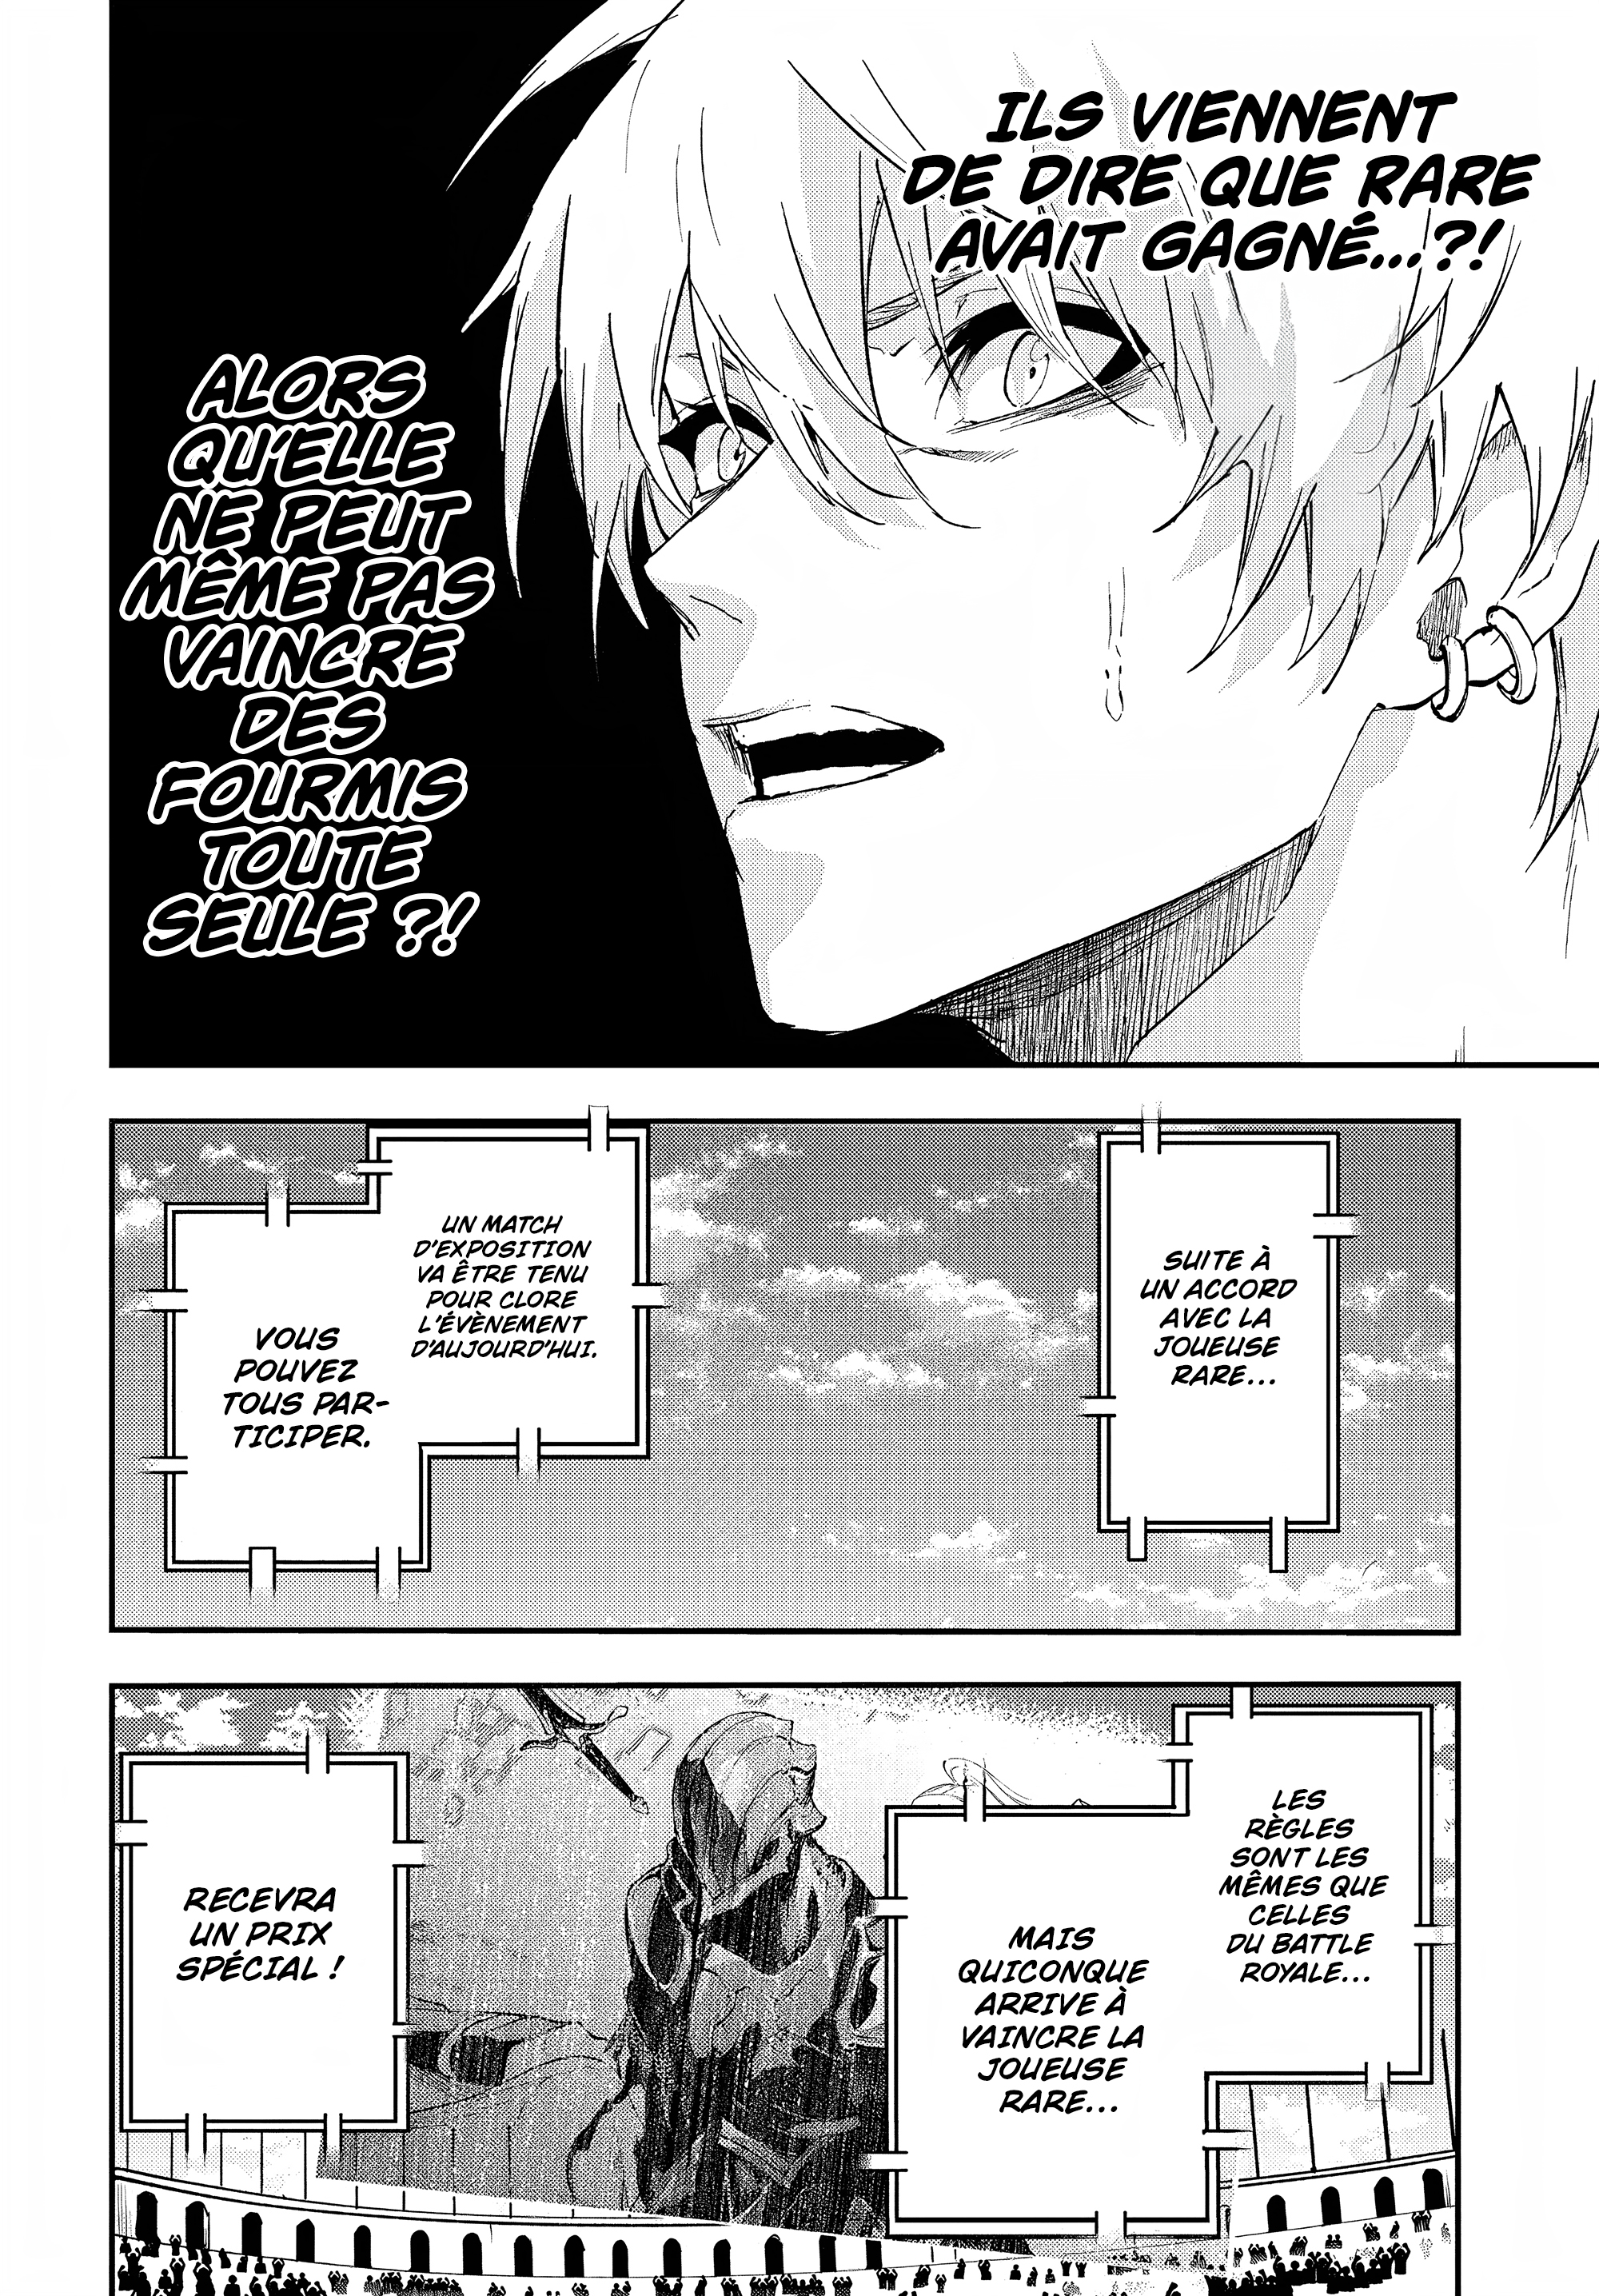 ILS VIENNENT
DE DIRE QUE RARE
AVAIT GAGNÉ...?!
ALORS
QU'ELLE
NE PEUT
MÊME PAS
VAINCRE
DES
FOURMIS
TOUTE
SEULE ?!
SUITE À
UN ACCORD
AVEC LA
JOUEUSE
RARE...
UN MATCH
D'EXPOSITION
VA ÊTRE TENU
POUR CLORE
L'ÉVÈNEMENT
D'AUJOURD'HUI.
VOUS
POUVEZ
TOUS PAR-
TICIPER.
LES
RÈGLES
SONT LES
MÊMES QUE
CELLES
DU BATTLE
ROYALE...
MAIS
QUICONQUE
ARRIVE À
VAINCRE LA
JOUEUSE
RARE...
RECEVRA
UN PRIX
SPÉCIAL !